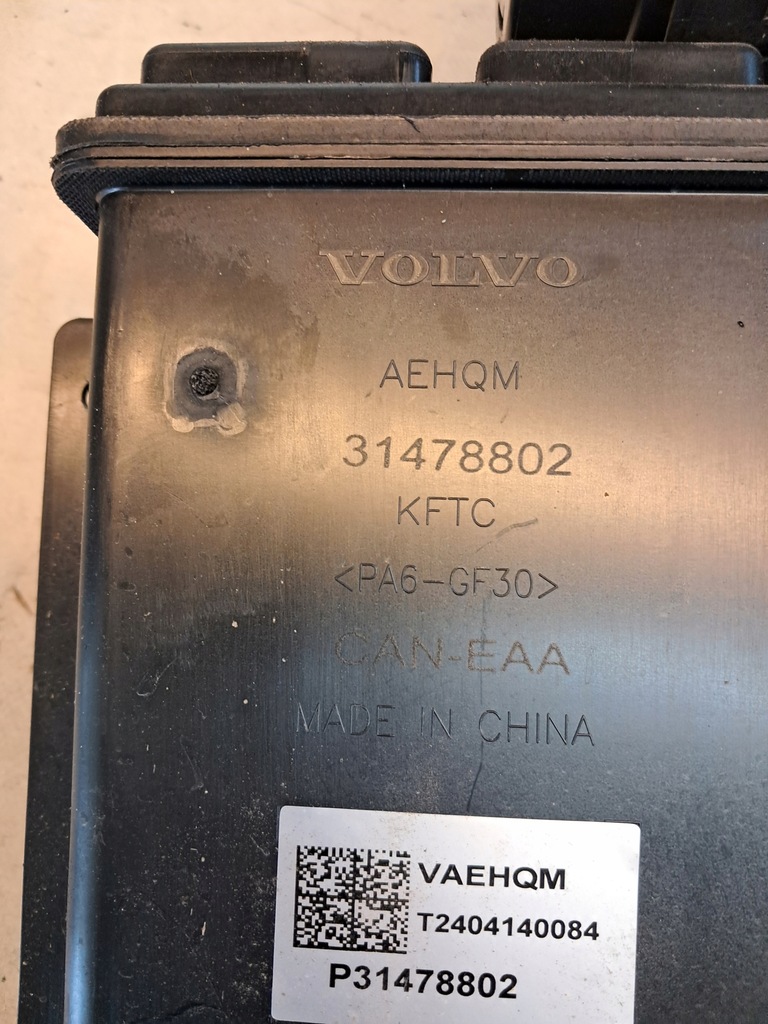 VOLVO
AEHQM
31478802
KFTC
<PA6-GF30>
CAN-EAA
MADE IN CHINA
VAEHQM
T2404140084
P31478802